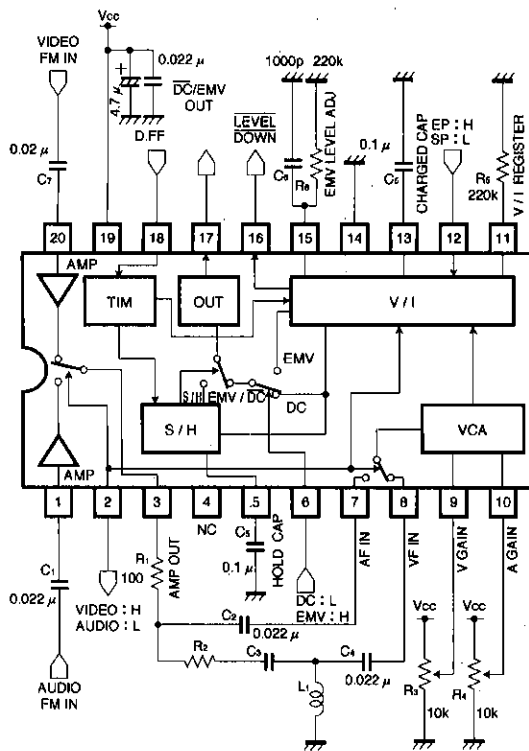 Vcc
VIDEO
FM IN
0.022 μ
4.7 μ
DC/EMV
OUT
D.FF
0.02 μ
C7
LEVEL
DOWN
1000p 220k
C6
R6
EMV LEVEL ADJ
0.1 μ
C5
CHARGED CAP
EP : H
SP : L
R5
220k
V / I REGISTER
20 19 18 17 16 15 14 13 12 11
AMP
TIM
OUT
V / I
EMV
S/H EMV / DC
DC
S / H
VCA
AMP
1 2 3 4 5 6 7 8 9 10
NC
C1
0.022 μ
AUDIO
FM IN
100
VIDEO : H
AUDIO : L
R1
AMP OUT
C5
0.1 μ
HOLD CAP
DC : L
EMV : H
AF IN
VF IN
V GAIN
A GAIN
C2
0.022 μ
R2
C3
L1
C4
0.022 μ
Vcc
Vcc
R3
10k
R4
10k